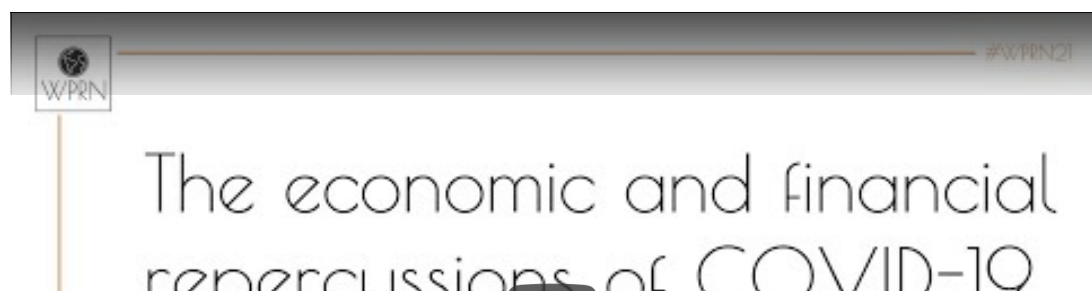 #WPRN21
WPRN
The economic and financial
repercussions of COVID-19